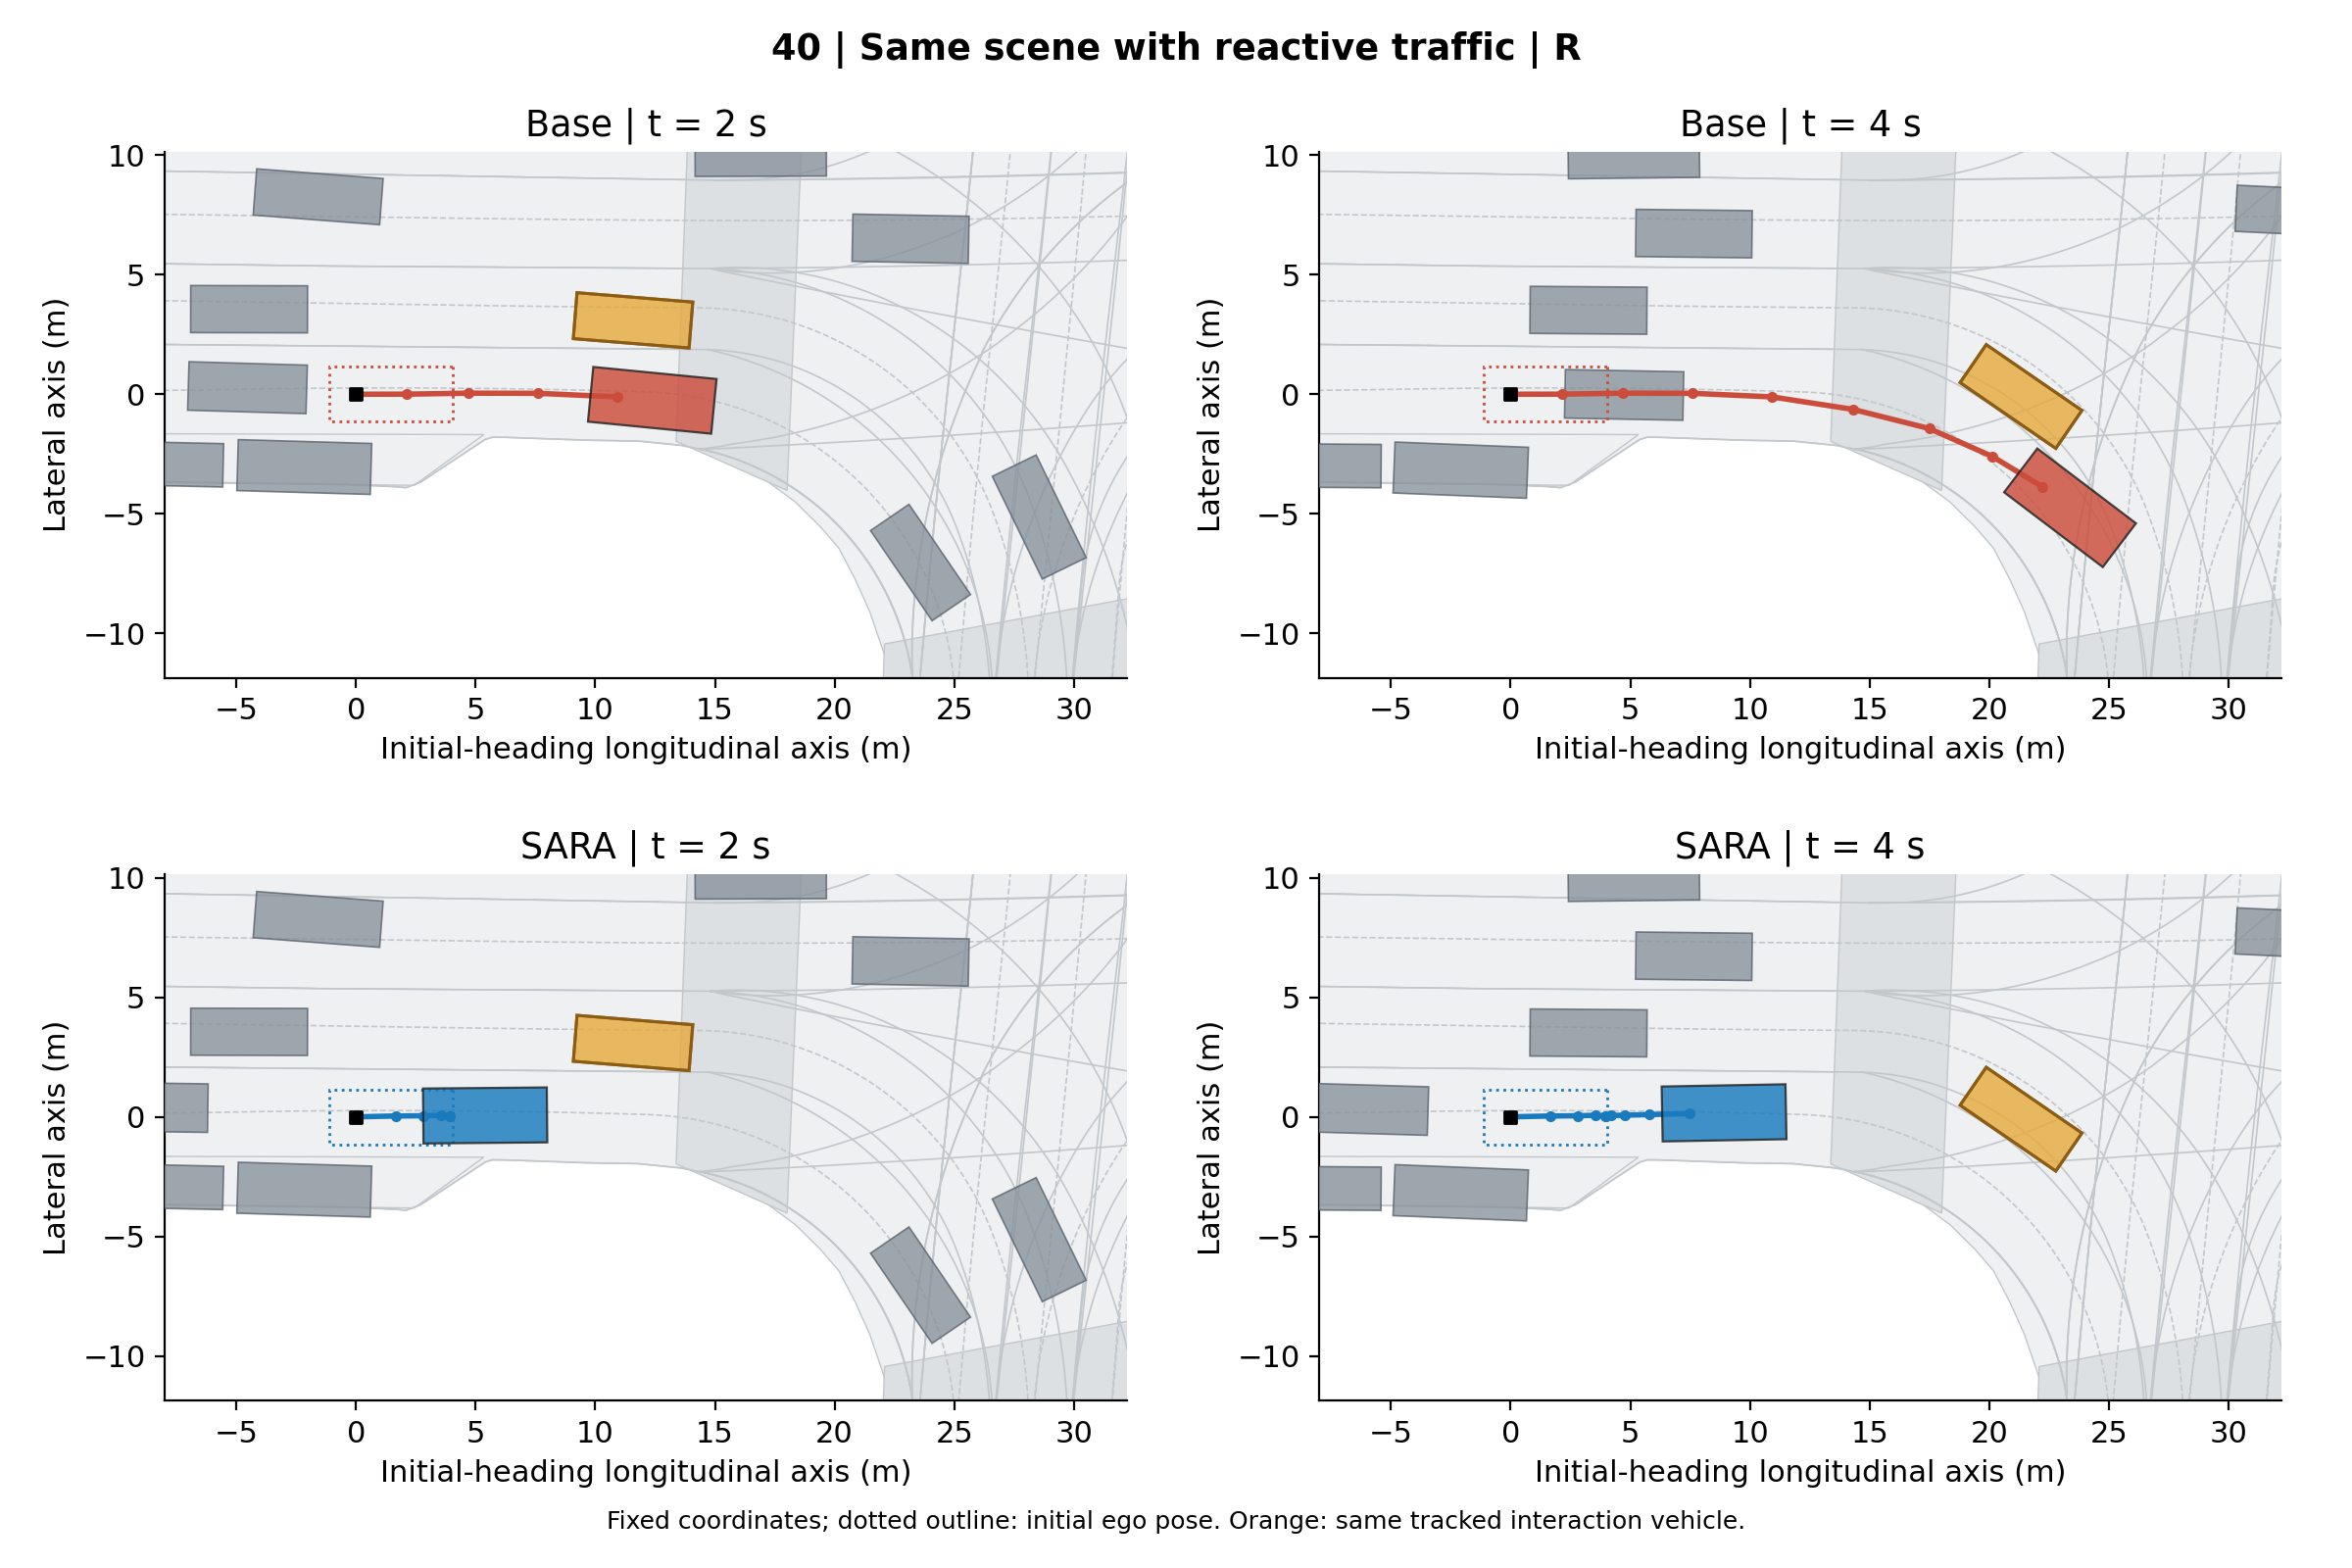 40 | Same scene with reactive traffic | R
Base | t = 2 s
10
5
0
−5
−10
Lateral axis (m)
−5 0 5 10 15 20 25 30
Initial-heading longitudinal axis (m)
Base | t = 4 s
10
5
0
−5
−10
Lateral axis (m)
−5 0 5 10 15 20 25 30
Initial-heading longitudinal axis (m)
SARA | t = 2 s
10
5
0
−5
−10
Lateral axis (m)
−5 0 5 10 15 20 25 30
Initial-heading longitudinal axis (m)
SARA | t = 4 s
10
5
0
−5
−10
Lateral axis (m)
−5 0 5 10 15 20 25 30
Initial-heading longitudinal axis (m)
Fixed coordinates; dotted outline: initial ego pose. Orange: same tracked interaction vehicle.